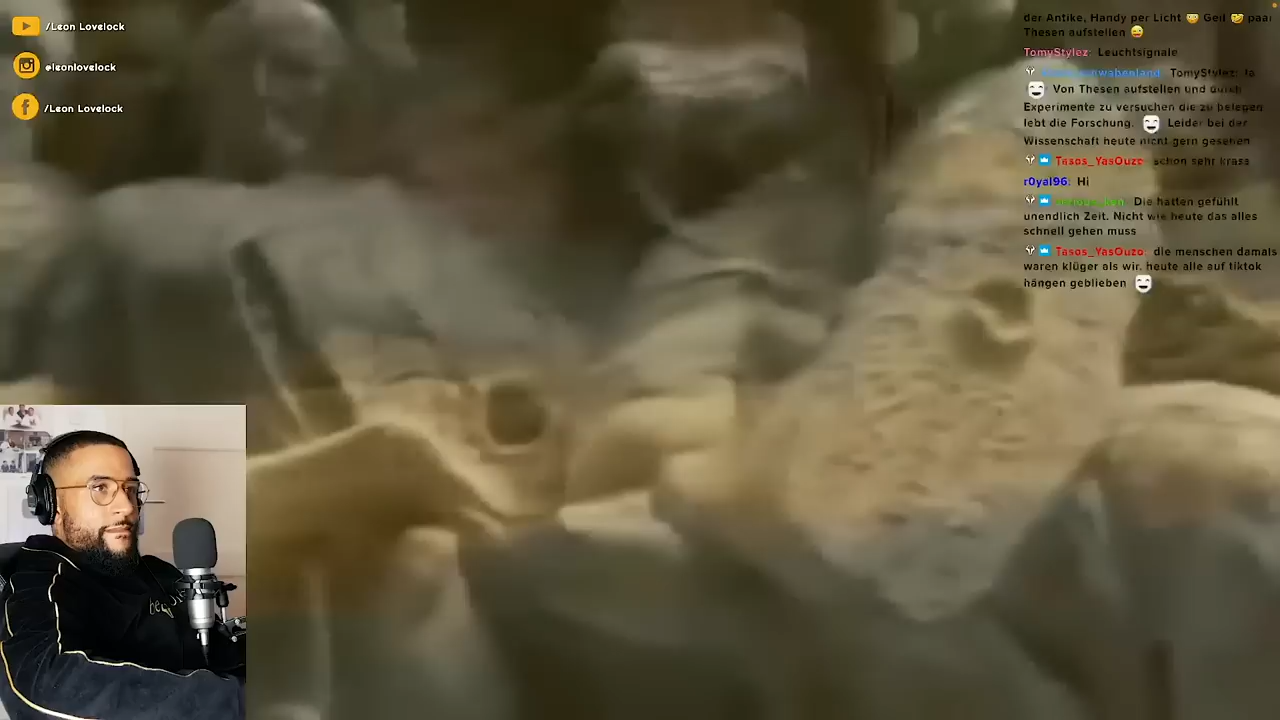 /Leon Lovelock
@leonlovelock
/Leon Lovelock
der Antike, Handy per Licht Geil paar
Thesen aufstellen
TomyStylez: Leuchtsignale
TomyStylez: Ja
Von Thesen aufstellen und durch
Experimente zu versuchen die zu belegen
lebt die Forschung. Leider bei der
Wissenschaft heute nicht gern gesehen
Tasos_YasOuzo: schon sehr krass
r0yal96: Hi
Die hatten gefühlt
unendlich Zeit. Nicht wie heute das alles
schnell gehen muss
Tasos_YasOuzo: die menschen damals
waren klüger als wir. heute alle auf tiktok
hängen geblieben